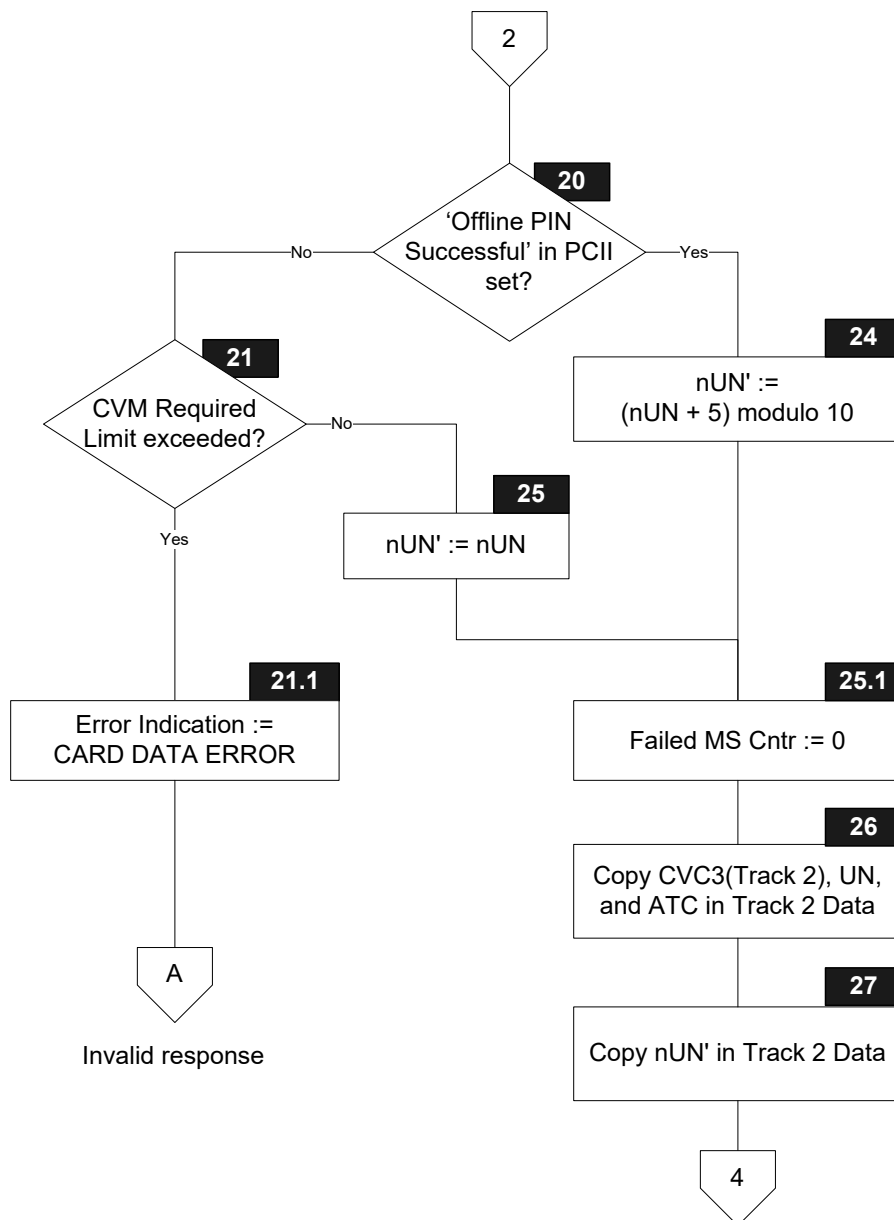 2
20
‘Offline PIN
Successful’ in PCII
set?
No
Yes
21
CVM Required
Limit exceeded?
No
Yes
24
nUN' :=
(nUN + 5) modulo 10
25
nUN' := nUN
21.1
Error Indication :=
CARD DATA ERROR
25.1
Failed MS Cntr := 0
26
Copy CVC3(Track 2), UN,
and ATC in Track 2 Data
A
Invalid response
27
Copy nUN' in Track 2 Data
4